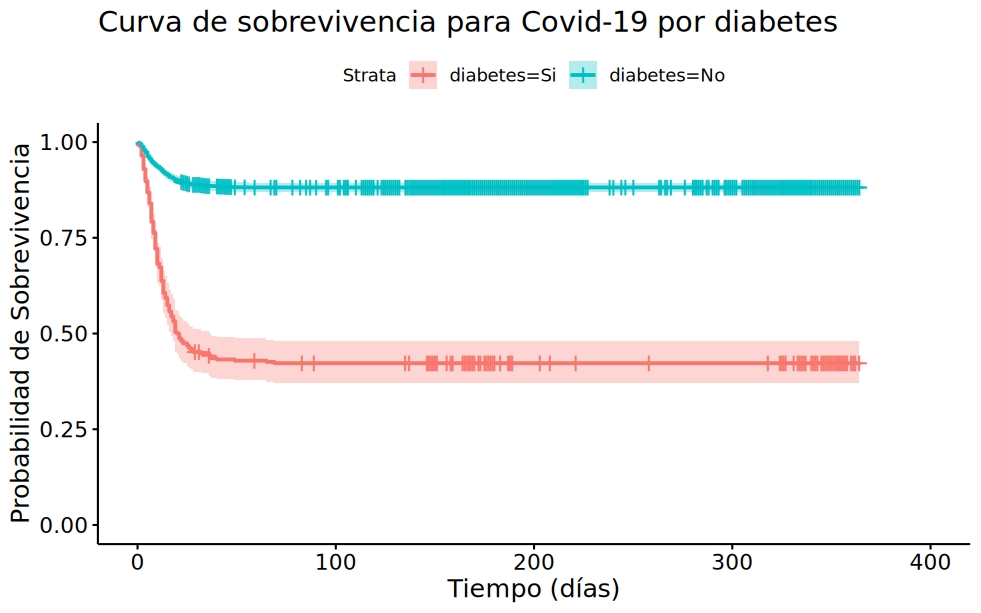 Curva de sobrevivencia para Covid-19 por diabetes
Strata diabetes=Si diabetes=No
Probabilidad de Sobrevivencia
1.00
0.75
0.50
0.25
0.00
0 100 200 300 400
Tiempo (días)